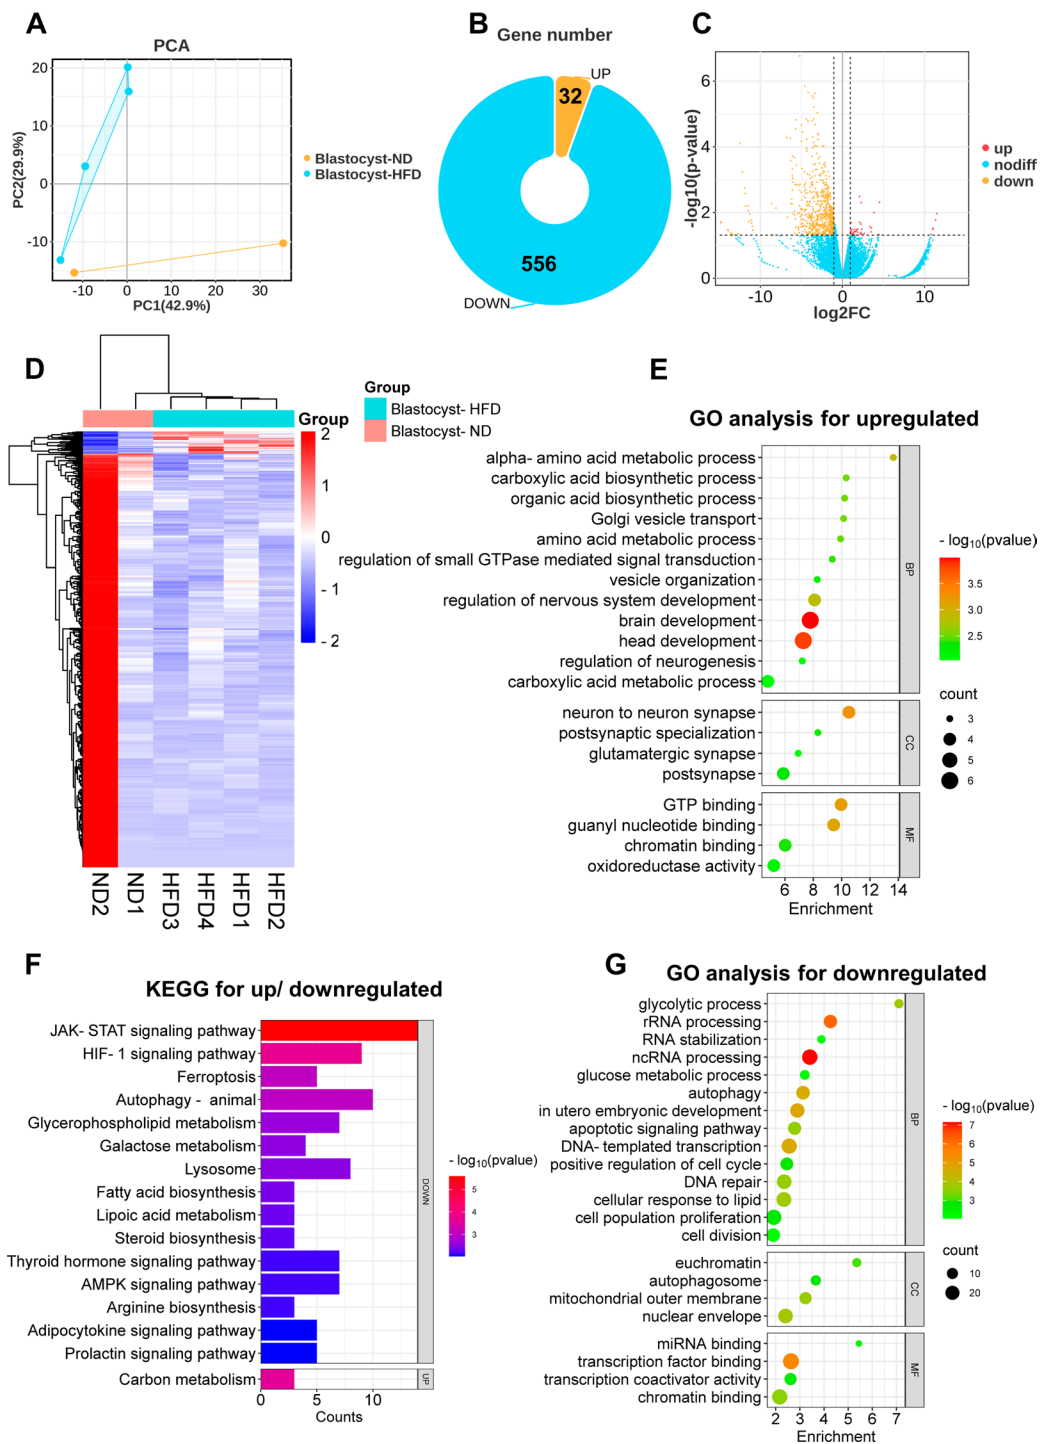 A
PCA
20
10
0
-10
-10
0
10
20
30
PC1(42.9%)
PC2(29.9%)
Blastocyst-ND
Blastocyst-HFD
B
Gene number
UP
32
556
DOWN
C
6
4
2
0
-10
0
10
log2FC
-log10(p-value)
up
nodiff
down
D
Group
Blastocyst- HFD
Blastocyst- ND
Group
2
1
0
- 1
- 2
ND2
ND1
HFD3
HFD4
HFD1
HFD2
E
GO analysis for upregulated
alpha- amino acid metabolic process
carboxylic acid biosynthetic process
organic acid biosynthetic process
Golgi vesicle transport
amino acid metabolic process
regulation of small GTPase mediated signal transduction
vesicle organization
regulation of nervous system development
brain development
head development
regulation of neurogenesis
carboxylic acid metabolic process
BP
neuron to neuron synapse
postsynaptic specialization
glutamatergic synapse
postsynapse
CC
GTP binding
guanyl nucleotide binding
chromatin binding
oxidoreductase activity
MF
6
8
10
12
14
Enrichment
- log10(pvalue)
3.5
3.0
2.5
count
3
4
5
6
F
KEGG for up/ downregulated
JAK- STAT signaling pathway
HIF- 1 signaling pathway
Ferroptosis
Autophagy - animal
Glycerophospholipid metabolism
Galactose metabolism
Lysosome
Fatty acid biosynthesis
Lipoic acid metabolism
Steroid biosynthesis
Thyroid hormone signaling pathway
AMPK signaling pathway
Arginine biosynthesis
Adipocytokine signaling pathway
Prolactin signaling pathway
DOWN
Carbon metabolism
UP
0
5
10
Counts
- log10(pvalue)
5
4
3
G
GO analysis for downregulated
glycolytic process
rRNA processing
RNA stabilization
ncRNA processing
glucose metabolic process
autophagy
in utero embryonic development
apoptotic signaling pathway
DNA- templated transcription
positive regulation of cell cycle
DNA repair
cellular response to lipid
cell population proliferation
cell division
BP
euchromatin
autophagosome
mitochondrial outer membrane
nuclear envelope
CC
miRNA binding
transcription factor binding
transcription coactivator activity
chromatin binding
MF
2
3
4
5
6
7
Enrichment
- log10(pvalue)
7
6
5
4
3
count
10
20